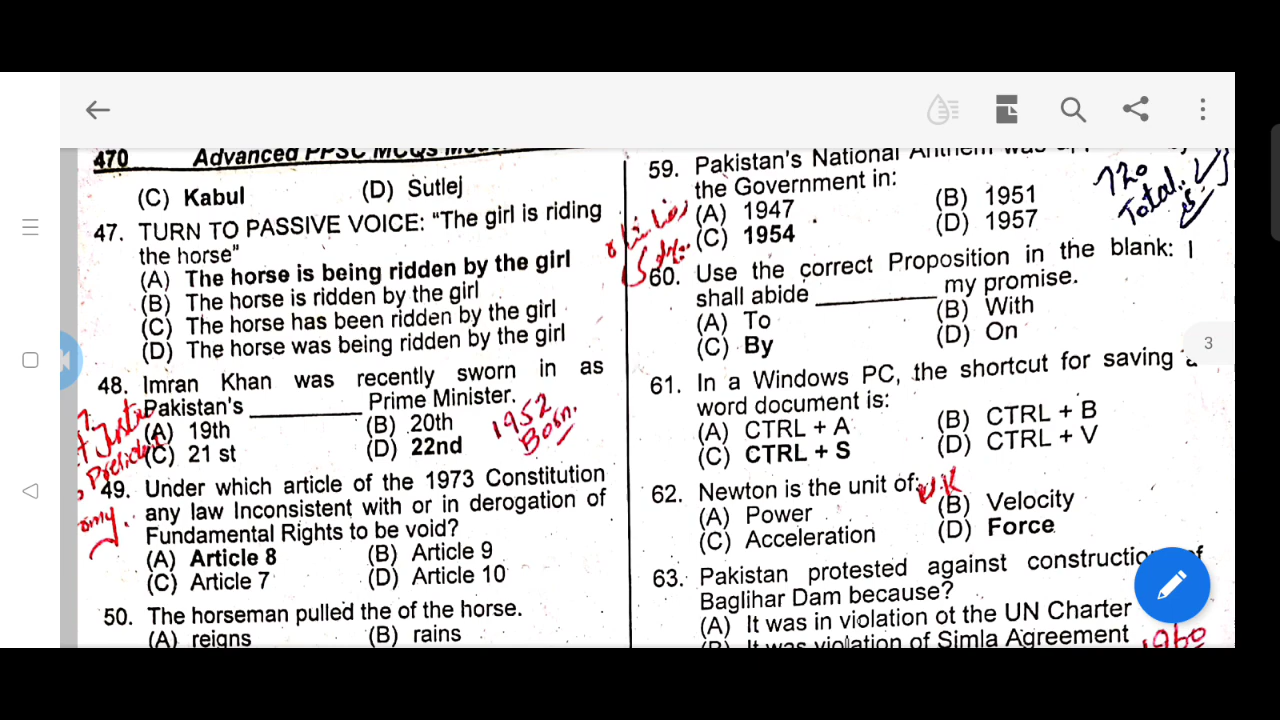 470 Advanced PPSC MCQs
(C) Kabul (D) Sutlej
47. TURN TO PASSIVE VOICE: "The girl is riding
the horse"
(A) The horse is being ridden by the girl
(B) The horse is ridden by the girl
(C) The horse has been ridden by the girl
(D) The horse was being ridden by the girl
48. Imran Khan was recently sworn in as
Pakistan's ________ Prime Minister.
(A) 19th (B) 20th
(C) 21 st (D) 22nd
1952
Born.
49. Under which article of the 1973 Constitution
any law Inconsistent with or in derogation of
Fundamental Rights to be void?
(A) Article 8 (B) Article 9
(C) Article 7 (D) Article 10
50. The horseman pulled the of the horse.
(A) reigns (B) rains
59. Pakistan's National Anthem was
the Government in:
(A) 1947 (B) 1951
(C) 1954 (D) 1957
720
Total.
60. Use the correct Proposition in the blank: I
shall abide ________ my promise.
(A) To (B) With
(C) By (D) On
61. In a Windows PC, the shortcut for saving a
word document is:
(A) CTRL + A (B) CTRL + B
(C) CTRL + S (D) CTRL + V
62. Newton is the unit of: U.K
(A) Power (B) Velocity
(C) Acceleration (D) Force
63. Pakistan protested against construction of
Baglihar Dam because?
(A) It was in violation of the UN Charter
(B) It was violation of Simla Agreement
1960
3